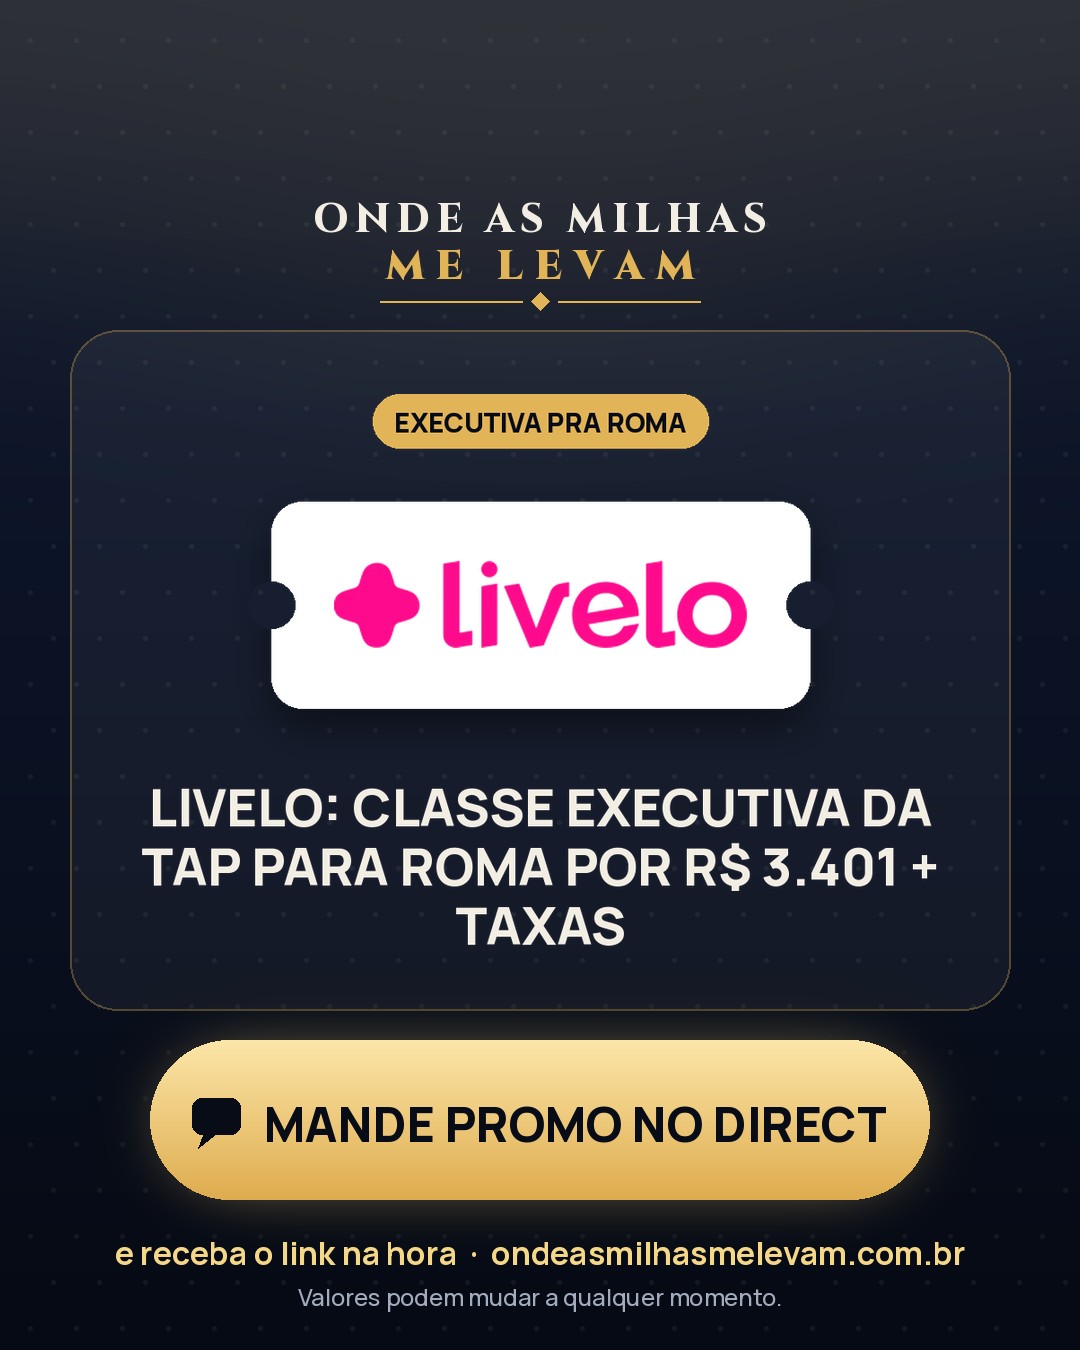 ONDE AS MILHAS
ME LEVAM
EXECUTIVA PRA ROMA
livelo
LIVELO: CLASSE EXECUTIVA DA
TAP PARA ROMA POR R$ 3.401 +
TAXAS
MANDE PROMO NO DIRECT
e receba o link na hora · ondeasmilhasmelevam.com.br
Valores podem mudar a qualquer momento.